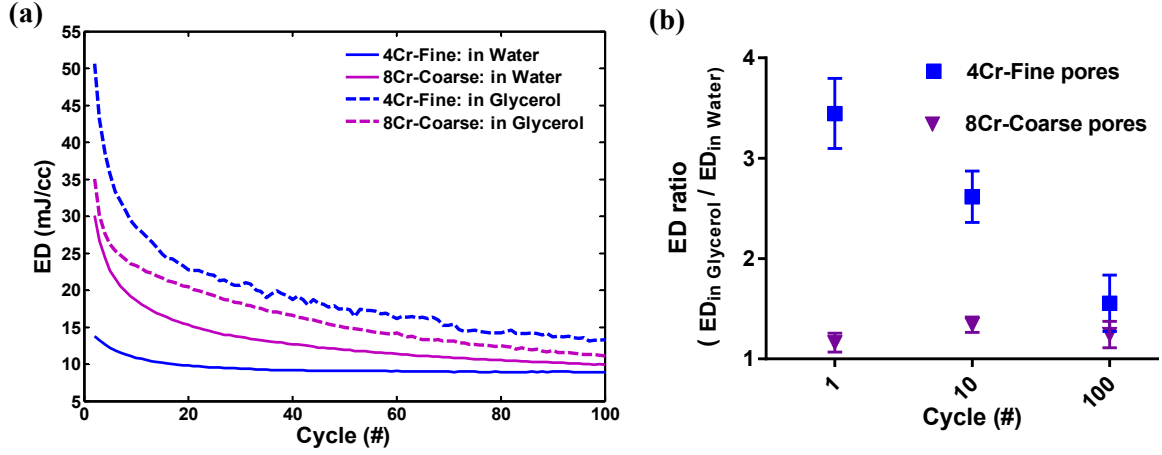 (a)
55
50
45
40
35
30
25
20
15
10
5
ED (mJ/cc)
0
20
40
60
80
100
Cycle (#)
4Cr-Fine: in Water
8Cr-Coarse: in Water
4Cr-Fine: in Glycerol
8Cr-Coarse: in Glycerol
(b)
4
3
2
1
ED ratio
( ED in Glycerol / ED in Water )
1
10
100
Cycle (#)
4Cr-Fine pores
8Cr-Coarse pores